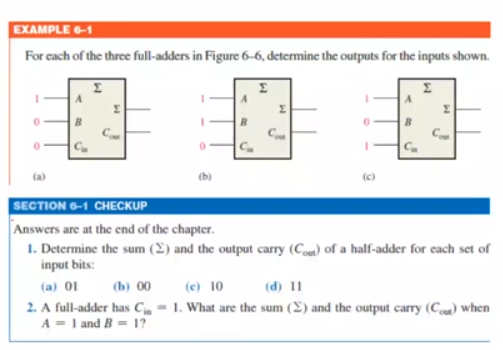 EXAMPLE 6–1
For each of the three full-adders in Figure 6–6, determine the outputs for the inputs shown.
Σ
1 A Σ
0 B
0 Cin Cout
(a)
Σ
1 A Σ
1 B
0 Cin Cout
(b)
Σ
1 A Σ
0 B
1 Cin Cout
(c)
SECTION 6–1 CHECKUP
Answers are at the end of the chapter.
1. Determine the sum (Σ) and the output carry (Cout) of a half-adder for each set of
input bits:
(a) 01 (b) 00 (c) 10 (d) 11
2. A full-adder has Cin = 1. What are the sum (Σ) and the output carry (Cout) when
A = 1 and B = 1?